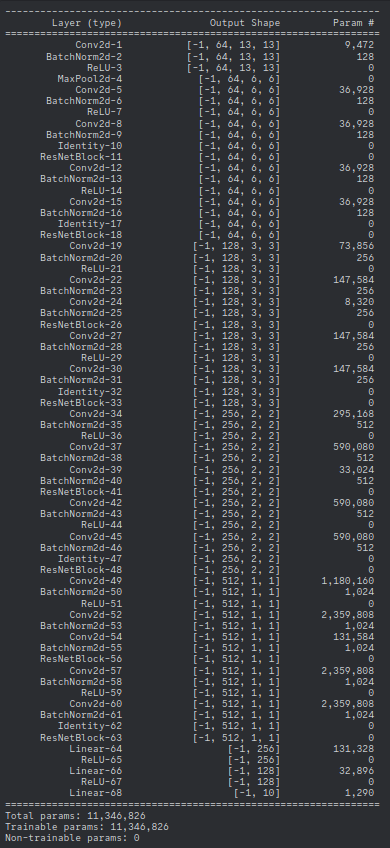 ----------------------------------------------------------------
Layer (type) Output Shape Param #
================================================================
Conv2d-1 [-1, 64, 13, 13] 9,472
BatchNorm2d-2 [-1, 64, 13, 13] 128
ReLU-3 [-1, 64, 13, 13] 0
MaxPool2d-4 [-1, 64, 6, 6] 0
Conv2d-5 [-1, 64, 6, 6] 36,928
BatchNorm2d-6 [-1, 64, 6, 6] 128
ReLU-7 [-1, 64, 6, 6] 0
Conv2d-8 [-1, 64, 6, 6] 36,928
BatchNorm2d-9 [-1, 64, 6, 6] 128
Identity-10 [-1, 64, 6, 6] 0
ResNetBlock-11 [-1, 64, 6, 6] 0
Conv2d-12 [-1, 64, 6, 6] 36,928
BatchNorm2d-13 [-1, 64, 6, 6] 128
ReLU-14 [-1, 64, 6, 6] 0
Conv2d-15 [-1, 64, 6, 6] 36,928
BatchNorm2d-16 [-1, 64, 6, 6] 128
Identity-17 [-1, 64, 6, 6] 0
ResNetBlock-18 [-1, 64, 6, 6] 0
Conv2d-19 [-1, 128, 3, 3] 73,856
BatchNorm2d-20 [-1, 128, 3, 3] 256
ReLU-21 [-1, 128, 3, 3] 0
Conv2d-22 [-1, 128, 3, 3] 147,584
BatchNorm2d-23 [-1, 128, 3, 3] 256
Conv2d-24 [-1, 128, 3, 3] 8,320
BatchNorm2d-25 [-1, 128, 3, 3] 256
ResNetBlock-26 [-1, 128, 3, 3] 0
Conv2d-27 [-1, 128, 3, 3] 147,584
BatchNorm2d-28 [-1, 128, 3, 3] 256
ReLU-29 [-1, 128, 3, 3] 0
Conv2d-30 [-1, 128, 3, 3] 147,584
BatchNorm2d-31 [-1, 128, 3, 3] 256
Identity-32 [-1, 128, 3, 3] 0
ResNetBlock-33 [-1, 128, 3, 3] 0
Conv2d-34 [-1, 256, 2, 2] 295,168
BatchNorm2d-35 [-1, 256, 2, 2] 512
ReLU-36 [-1, 256, 2, 2] 0
Conv2d-37 [-1, 256, 2, 2] 590,080
BatchNorm2d-38 [-1, 256, 2, 2] 512
Conv2d-39 [-1, 256, 2, 2] 33,024
BatchNorm2d-40 [-1, 256, 2, 2] 512
ResNetBlock-41 [-1, 256, 2, 2] 0
Conv2d-42 [-1, 256, 2, 2] 590,080
BatchNorm2d-43 [-1, 256, 2, 2] 512
ReLU-44 [-1, 256, 2, 2] 0
Conv2d-45 [-1, 256, 2, 2] 590,080
BatchNorm2d-46 [-1, 256, 2, 2] 512
Identity-47 [-1, 256, 2, 2] 0
ResNetBlock-48 [-1, 256, 2, 2] 0
Conv2d-49 [-1, 512, 1, 1] 1,180,160
BatchNorm2d-50 [-1, 512, 1, 1] 1,024
ReLU-51 [-1, 512, 1, 1] 0
Conv2d-52 [-1, 512, 1, 1] 2,359,808
BatchNorm2d-53 [-1, 512, 1, 1] 1,024
Conv2d-54 [-1, 512, 1, 1] 131,584
BatchNorm2d-55 [-1, 512, 1, 1] 1,024
ResNetBlock-56 [-1, 512, 1, 1] 0
Conv2d-57 [-1, 512, 1, 1] 2,359,808
BatchNorm2d-58 [-1, 512, 1, 1] 1,024
ReLU-59 [-1, 512, 1, 1] 0
Conv2d-60 [-1, 512, 1, 1] 2,359,808
BatchNorm2d-61 [-1, 512, 1, 1] 1,024
Identity-62 [-1, 512, 1, 1] 0
ResNetBlock-63 [-1, 512, 1, 1] 0
Linear-64 [-1, 256] 131,328
ReLU-65 [-1, 256] 0
Linear-66 [-1, 128] 32,896
ReLU-67 [-1, 128] 0
Linear-68 [-1, 10] 1,290
================================================================
Total params: 11,346,826
Trainable params: 11,346,826
Non-trainable params: 0